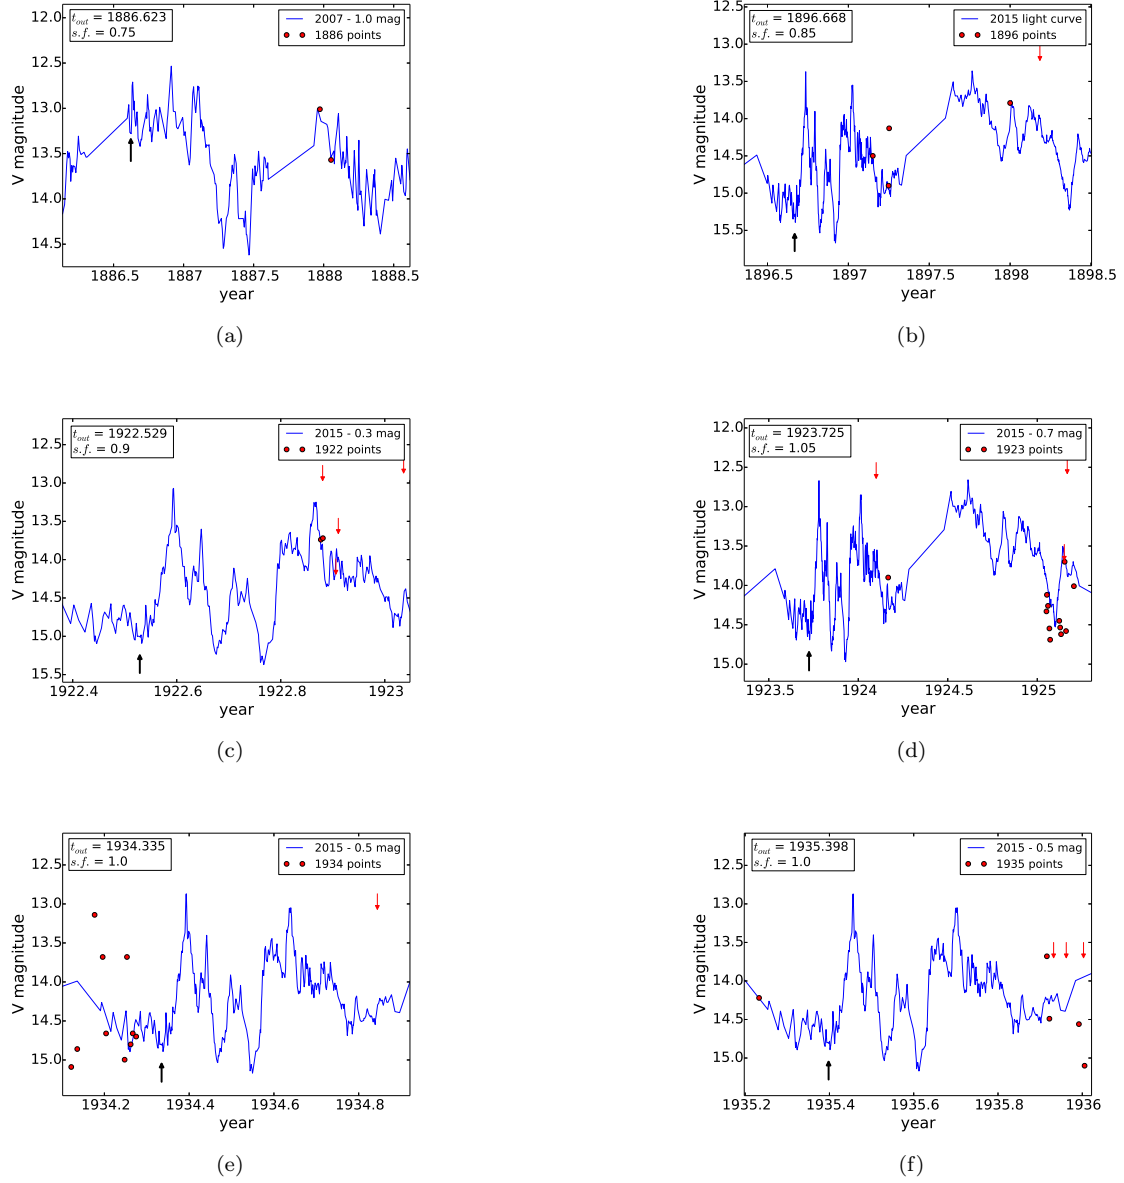 t_out = 1886.623
s.f. = 0.75
2007 - 1.0 mag
1886 points
12.0
12.5
13.0
13.5
14.0
14.5
V magnitude
1886.5 1887 1887.5 1888 1888.5
year
(a)
t_out = 1896.668
s.f. = 0.85
2015 light curve
1896 points
12.5
13.0
13.5
14.0
14.5
15.0
15.5
V magnitude
1896.5 1897 1897.5 1898 1898.5
year
(b)
t_out = 1922.529
s.f. = 0.9
2015 - 0.3 mag
1922 points
12.5
13.0
13.5
14.0
14.5
15.0
15.5
V magnitude
1922.4 1922.6 1922.8 1923
year
(c)
t_out = 1923.725
s.f. = 1.05
2015 - 0.7 mag
1923 points
12.0
12.5
13.0
13.5
14.0
14.5
15.0
V magnitude
1923.5 1924 1924.5 1925
year
(d)
t_out = 1934.335
s.f. = 1.0
2015 - 0.5 mag
1934 points
12.5
13.0
13.5
14.0
14.5
15.0
V magnitude
1934.2 1934.4 1934.6 1934.8
year
(e)
t_out = 1935.398
s.f. = 1.0
2015 - 0.5 mag
1935 points
12.5
13.0
13.5
14.0
14.5
15.0
V magnitude
1935.2 1935.4 1935.6 1935.8 1936
year
(f)